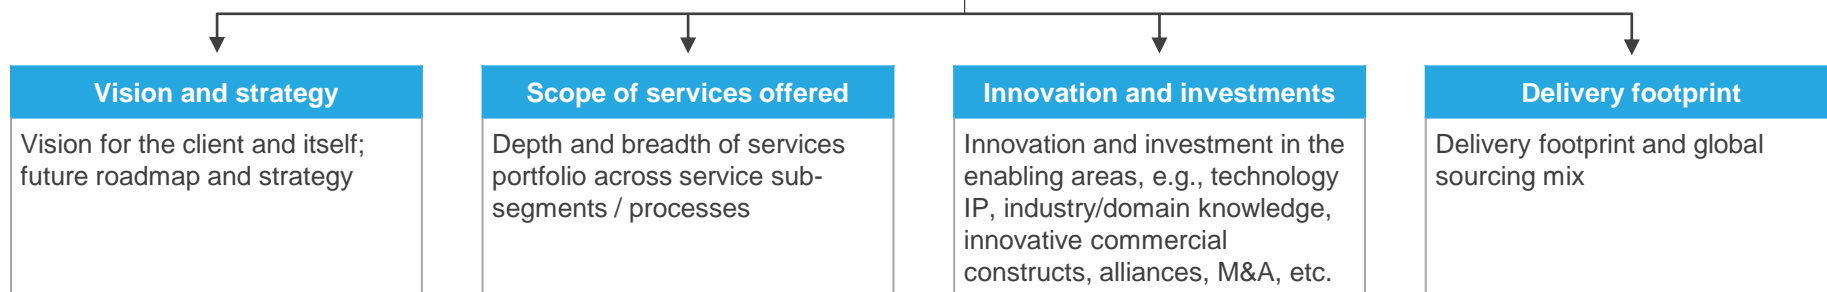 Vision and strategy
Vision for the client and itself;
future roadmap and strategy
Scope of services offered
Depth and breadth of services
portfolio across service sub-
segments / processes
Innovation and investments
Innovation and investment in the
enabling areas, e.g., technology
IP, industry/domain knowledge,
innovative commercial
constructs, alliances, M&A, etc.
Delivery footprint
Delivery footprint and global
sourcing mix